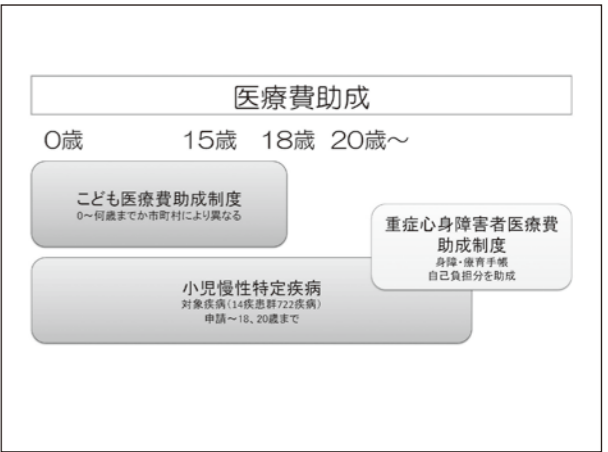 医療費助成
0歳 15歳 18歳 20歳～
こども医療費助成制度
0～何歳までか市町村により異なる
重症心身障害者医療費
助成制度
身障・療育手帳
自己負担分を助成
小児慢性特定疾病
対象疾病(14疾患群722疾病)
申請～18、20歳まで